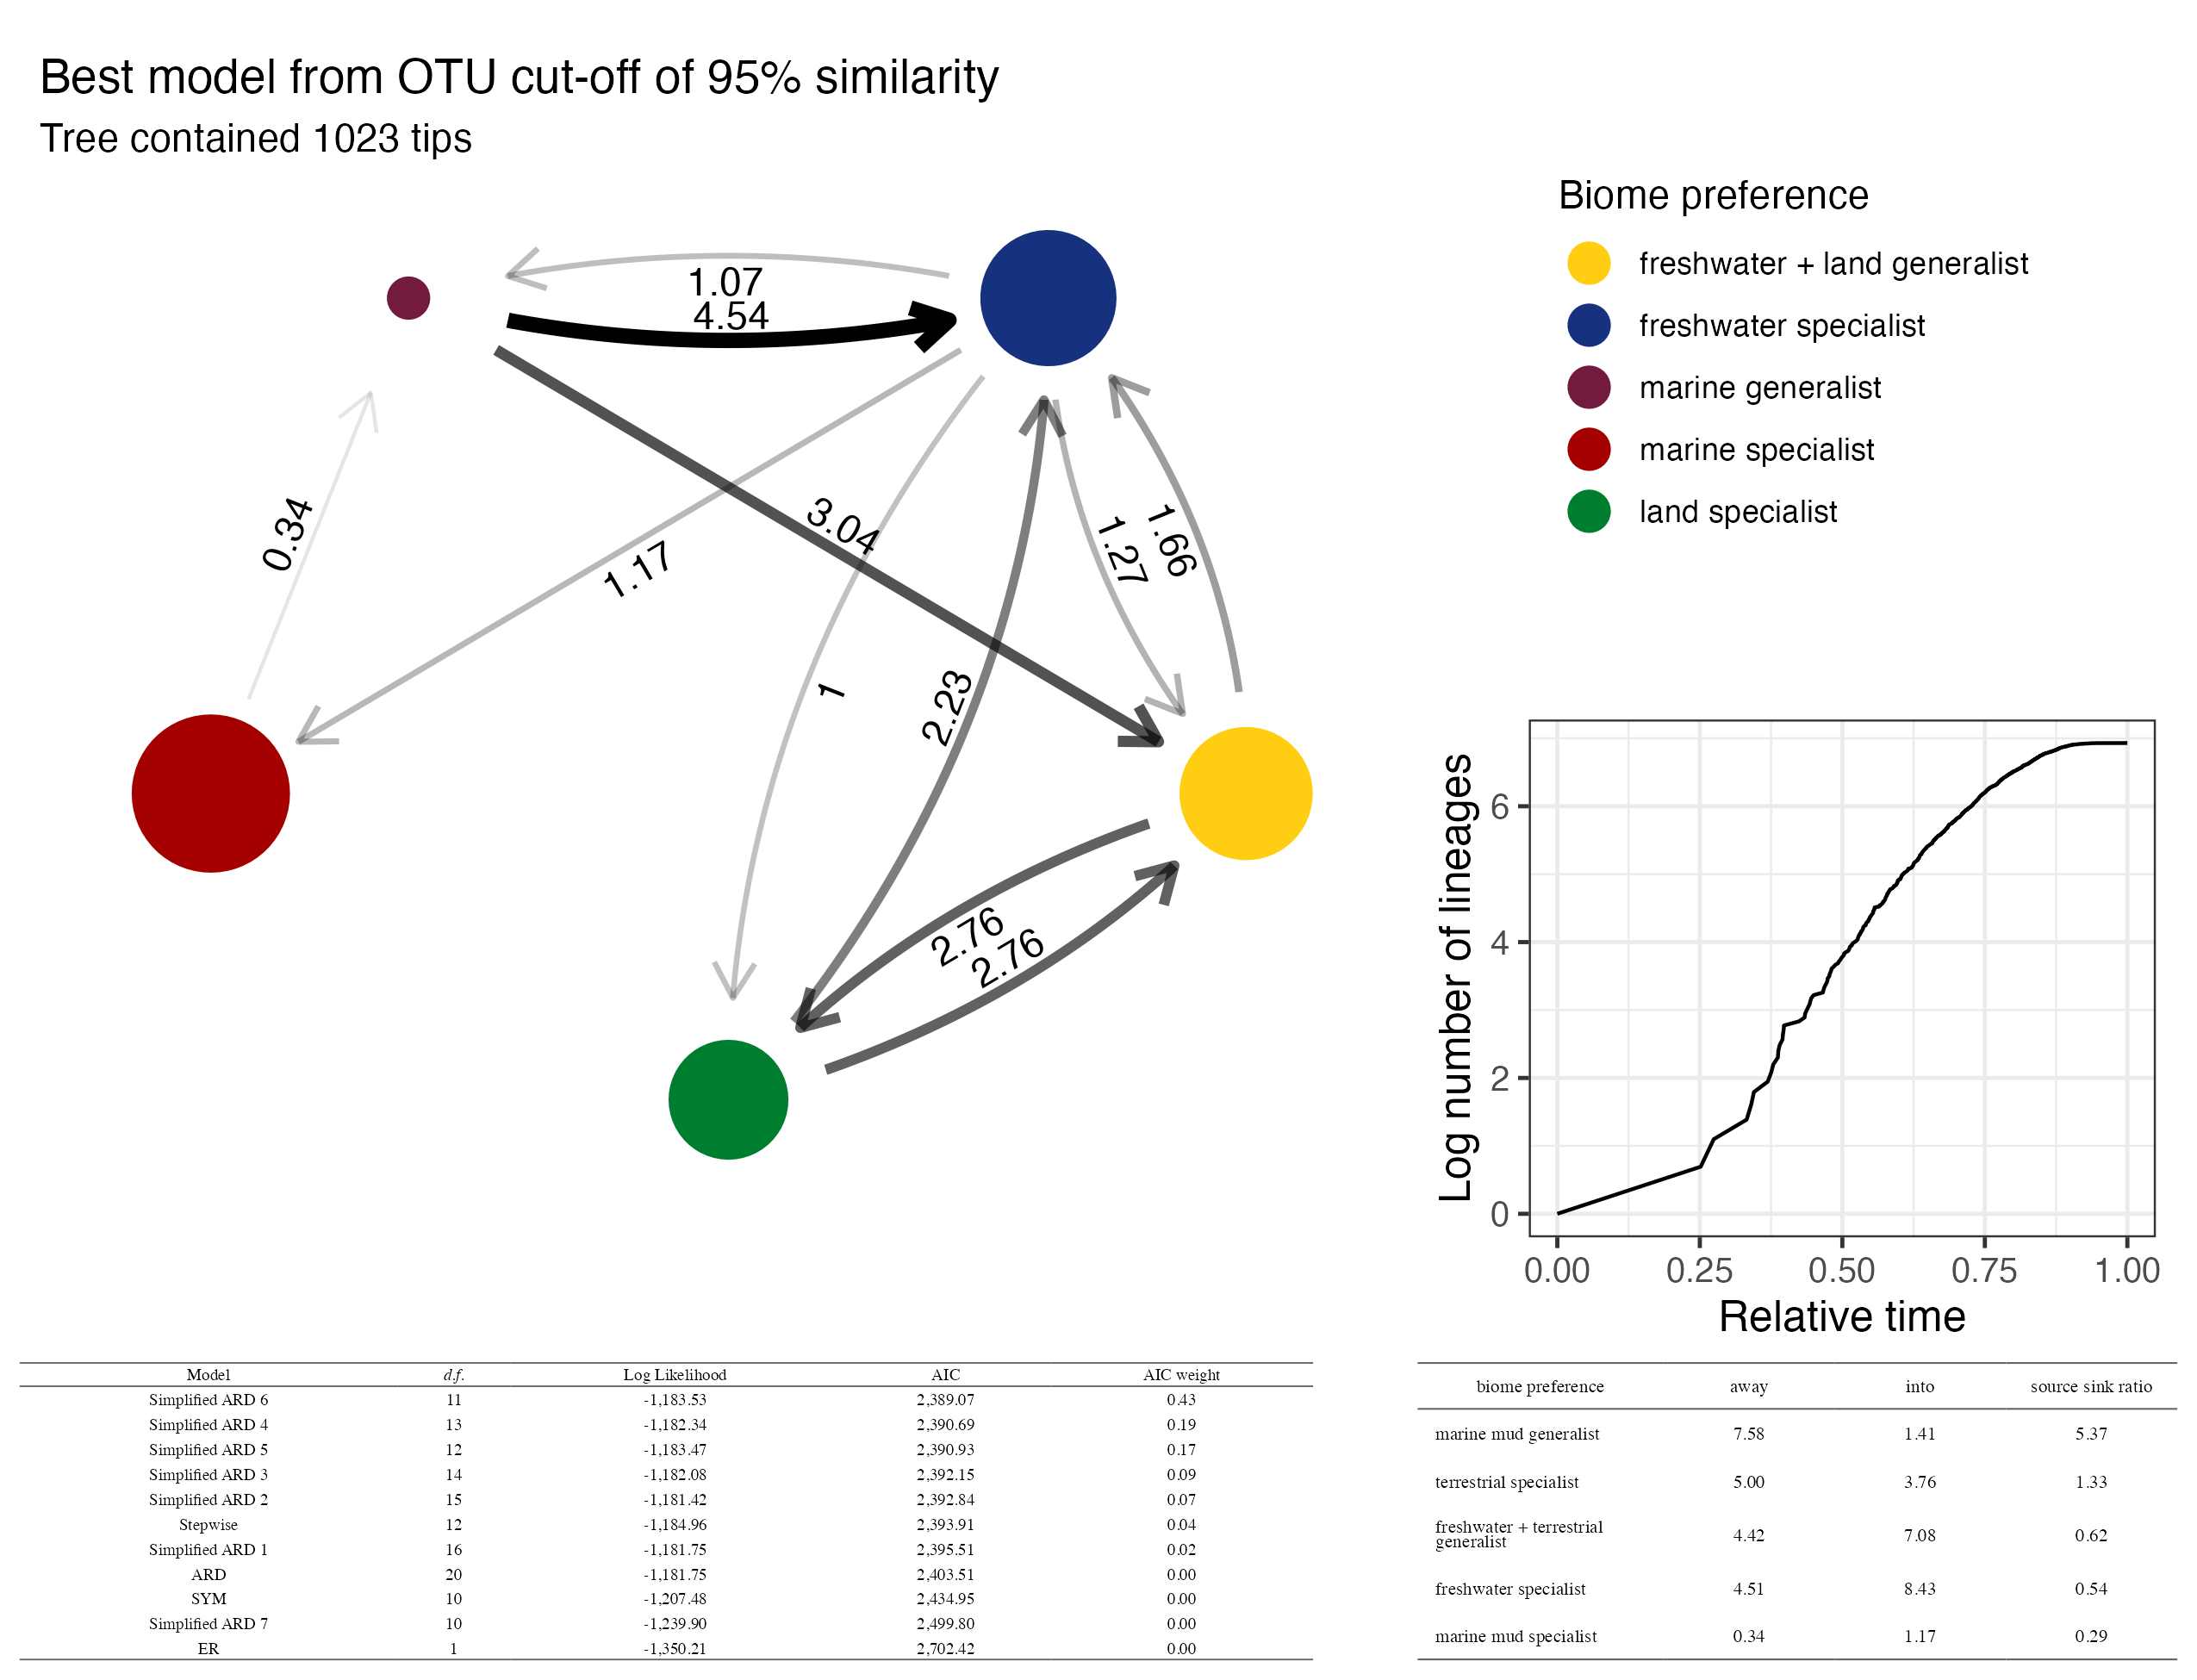 Best model from OTU cut-off of 95% similarity
Tree contained 1023 tips
1.07
4.54
0.34
1.17
3.04
1
2.23
1.27
1.66
2.76
2.76
Biome preference
freshwater + land generalist
freshwater specialist
marine generalist
marine specialist
land specialist
Log number of lineages
6
4
2
0
0.00 0.25 0.50 0.75 1.00
Relative time
Model d.f. Log Likelihood AIC AIC weight
Simplified ARD 6 11 -1,183.53 2,389.07 0.43
Simplified ARD 4 13 -1,182.34 2,390.69 0.19
Simplified ARD 5 12 -1,183.47 2,390.93 0.17
Simplified ARD 3 14 -1,182.08 2,392.15 0.09
Simplified ARD 2 15 -1,181.42 2,392.84 0.07
Stepwise 12 -1,184.96 2,393.91 0.04
Simplified ARD 1 16 -1,181.75 2,395.51 0.02
ARD 20 -1,181.75 2,403.51 0.00
SYM 10 -1,207.48 2,434.95 0.00
Simplified ARD 7 10 -1,239.90 2,499.80 0.00
ER 1 -1,350.21 2,702.42 0.00
biome preference away into source sink ratio
marine mud generalist 7.58 1.41 5.37
terrestrial specialist 5.00 3.76 1.33
freshwater + terrestrial
generalist 4.42 7.08 0.62
freshwater specialist 4.51 8.43 0.54
marine mud specialist 0.34 1.17 0.29